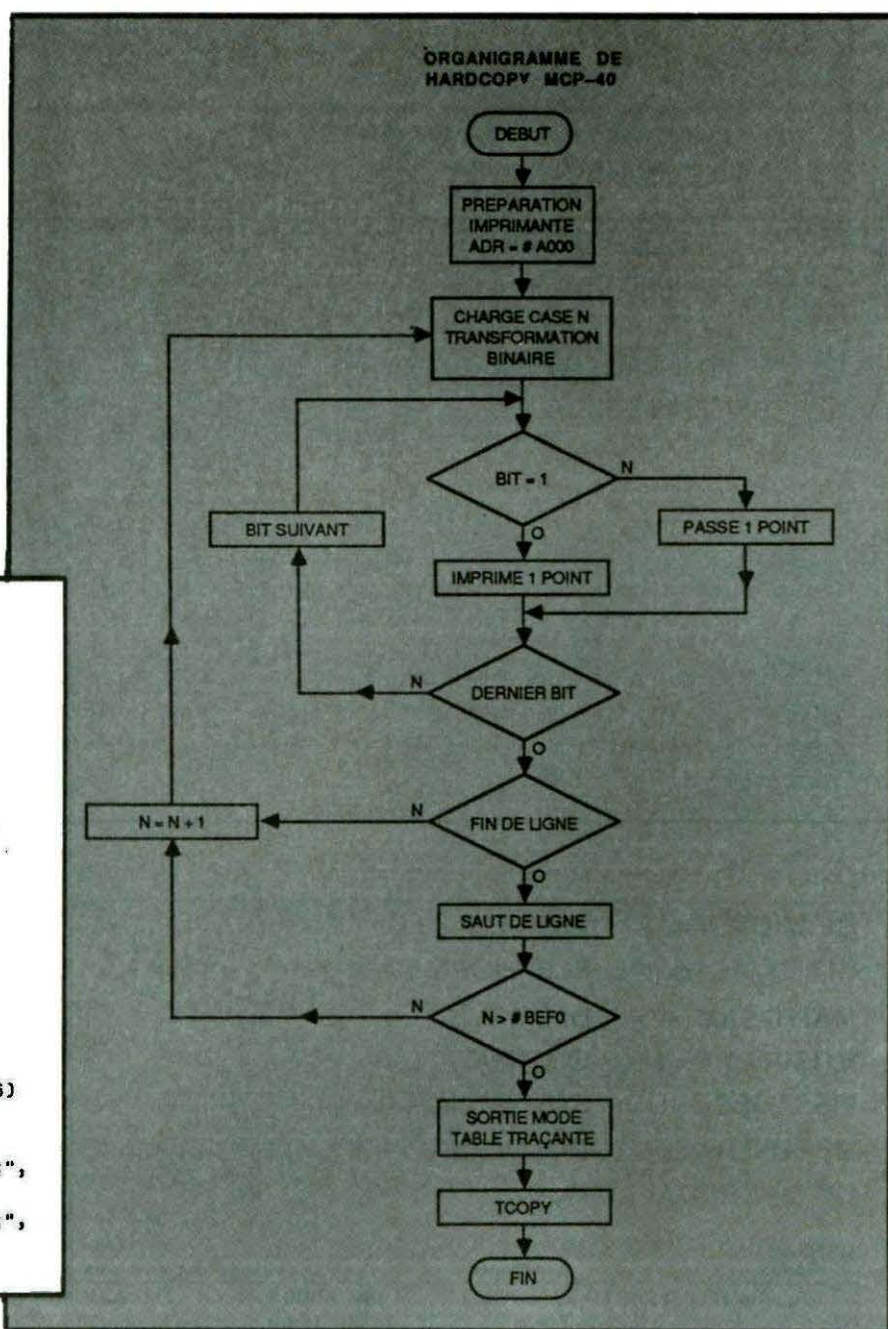 ORGANIGRAMME DE
HARDCOPY MCP-40
DEBUT
PREPARATION
IMPRIMANTE
ADR = # A000
CHARGE CASE N
TRANSFORMATION
BINAIRE
BIT = 1
N
O
BIT SUIVANT
PASSE 1 POINT
IMPRIME 1 POINT
N
DERNIER BIT
O
N = N + 1
N
FIN DE LIGNE
O
SAUT DE LIGNE
N
N > # BEF0
O
SORTIE MODE
TABLE TRAÇANTE
TCOPY
FIN